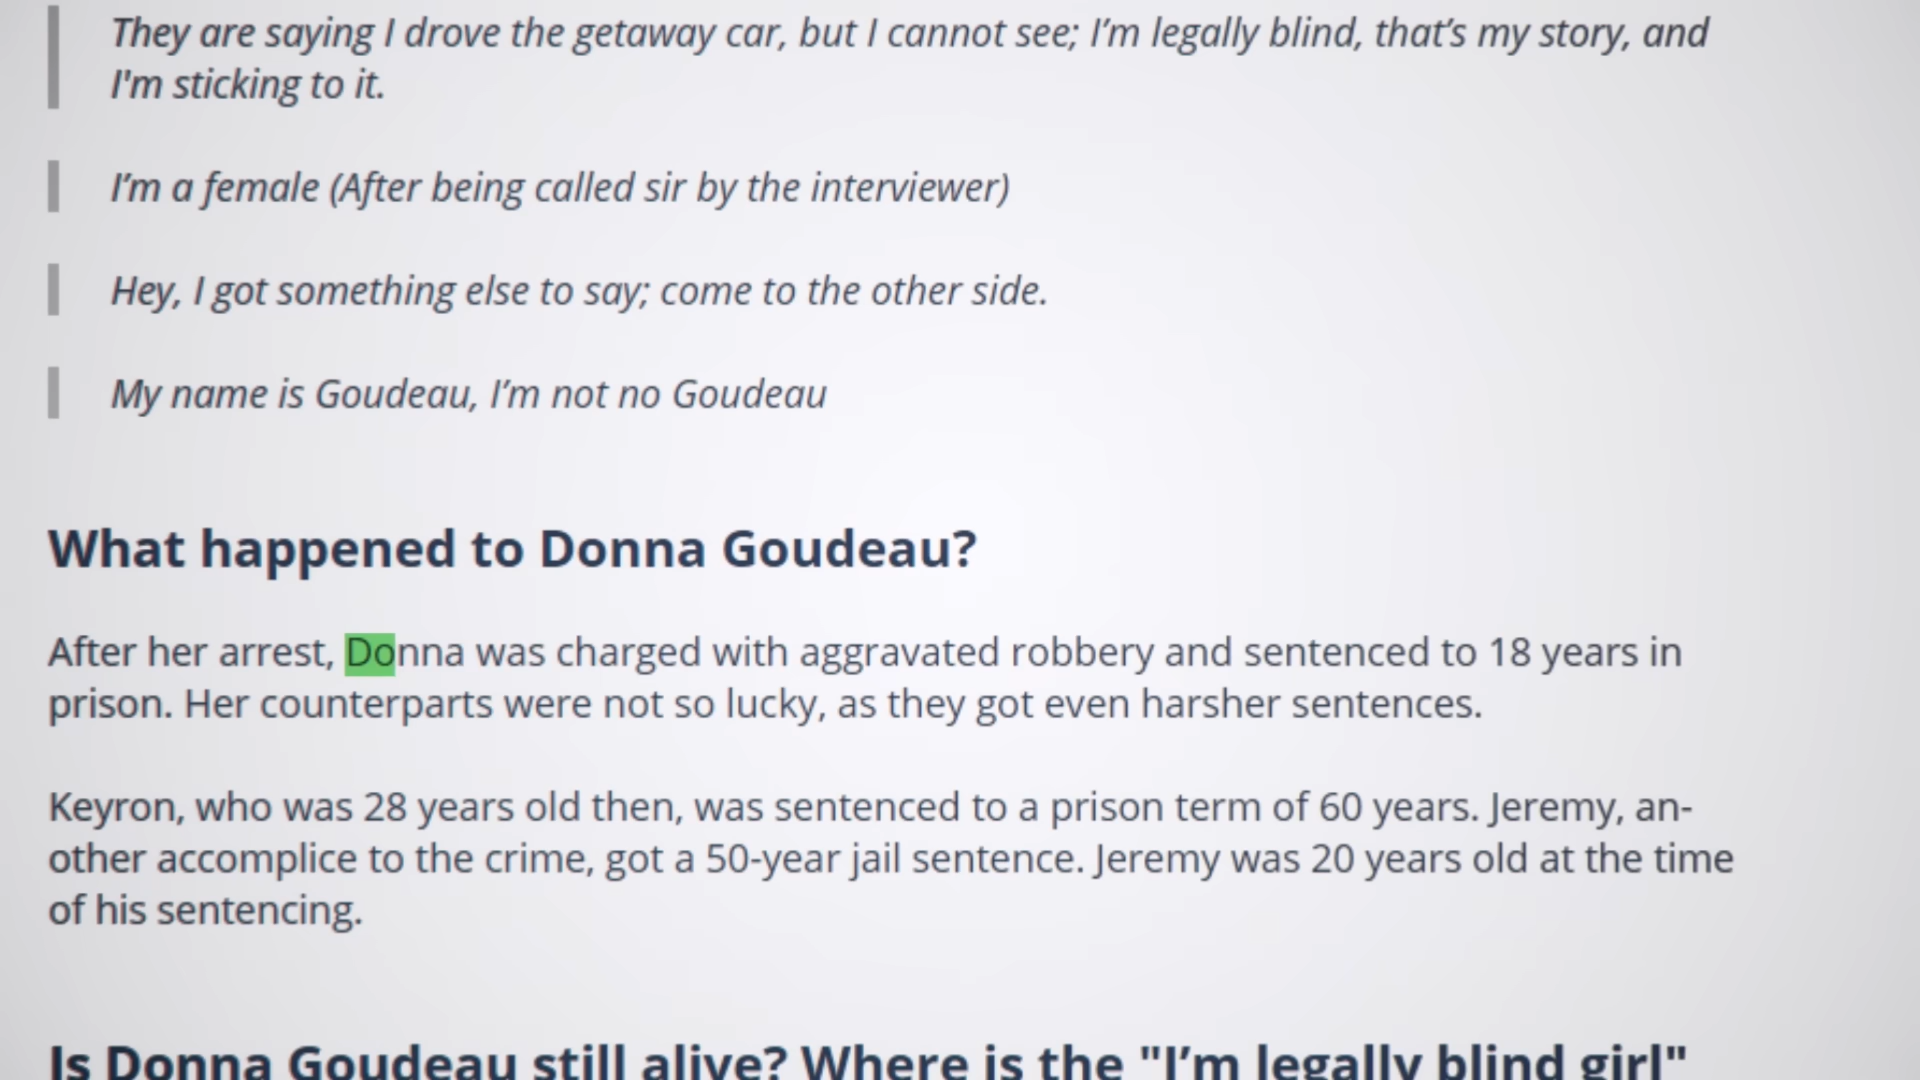 They are saying I drove the getaway car, but I cannot see; I’m legally blind, that’s my story, and
I'm sticking to it.
I’m a female (After being called sir by the interviewer)
Hey, I got something else to say; come to the other side.
My name is Goudeau, I’m not no Goudeau
What happened to Donna Goudeau?
After her arrest, Donna was charged with aggravated robbery and sentenced to 18 years in
prison. Her counterparts were not so lucky, as they got even harsher sentences.
Keyron, who was 28 years old then, was sentenced to a prison term of 60 years. Jeremy, an-
other accomplice to the crime, got a 50-year jail sentence. Jeremy was 20 years old at the time
of his sentencing.
Is Donna Goudeau still alive? Where is the "I’m legally blind girl"